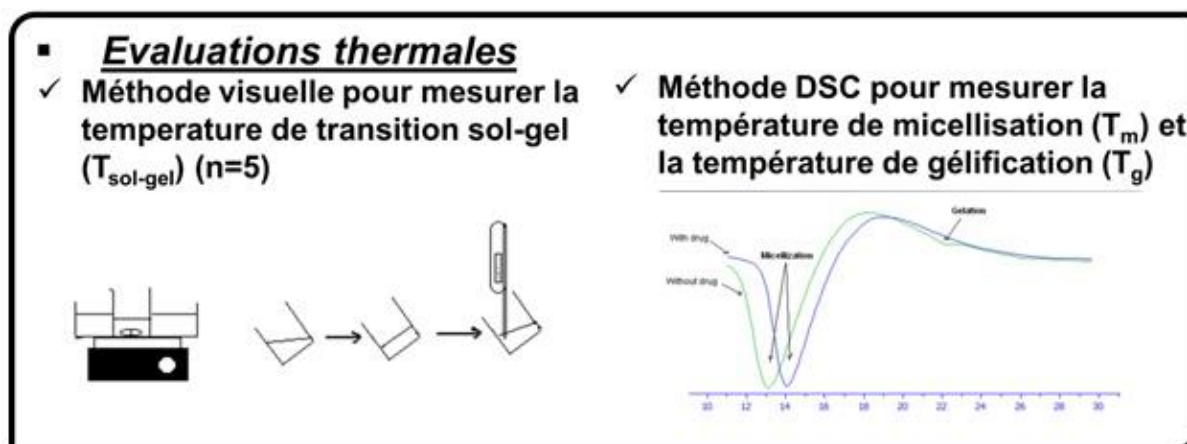 ▪ Evaluations thermales
✓ Méthode visuelle pour mesurer la
temperature de transition sol-gel
(Tsol-gel) (n=5)
✓ Méthode DSC pour mesurer la
température de micellisation (Tm) et
la température de gélification (Tg)
Gelation
With drug
Micellization
Without drug
10 12 14 16 18 20 22 24 26 28 30